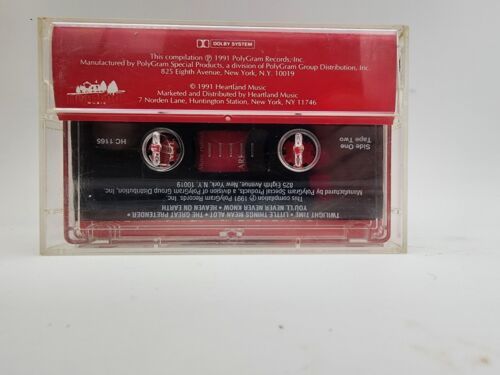 DOLBY SYSTEM
This compilation Ⓟ 1991 PolyGram Records, Inc.
Manufactured by PolyGram Special Products, a division of PolyGram Group Distribution, Inc.
825 Eighth Avenue, New York, N.Y. 10019
© 1991 Heartland Music
Marketed and Distributed by Heartland Music
7 Norden Lane, Huntington Station, New York, NY 11746
MUSIC
TWILIGHT TIME • LITTLE THINGS MEAN ALOT • THE GREAT PRETENDER •
YOU'LL NEVER NEVER KNOW • HEAVEN ON EARTH
This compilation Ⓟ 1991 PolyGram Records, Inc.
Manufactured by PolyGram Special Products, a division of PolyGram Group Distribution, Inc.
825 Eighth Avenue, New York, N.Y. 10019
Side One
Tape Two
HC 1165